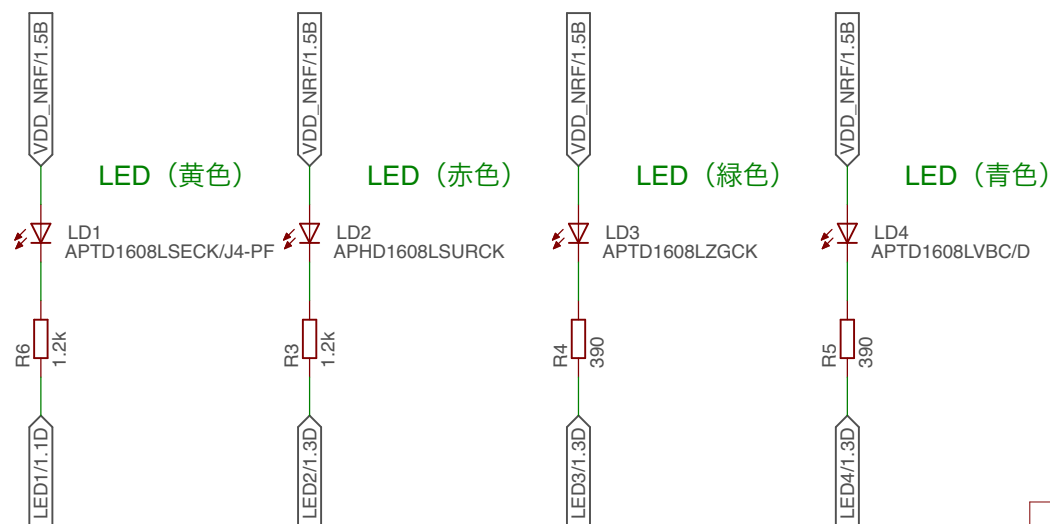 VDD_NRF/1.5B
LED（黄色）
LD1
APTD1608LSECK/J4-PF
R6
1.2k
LED1/1.1D
VDD_NRF/1.5B
LED（赤色）
LD2
APHD1608LSURCK
R3
1.2k
LED2/1.3D
VDD_NRF/1.5B
LED（緑色）
LD3
APTD1608LZGCK
R4
390
LED3/1.3D
VDD_NRF/1.5B
LED（青色）
LD4
APTD1608LVBC/D
R5
390
LED4/1.3D